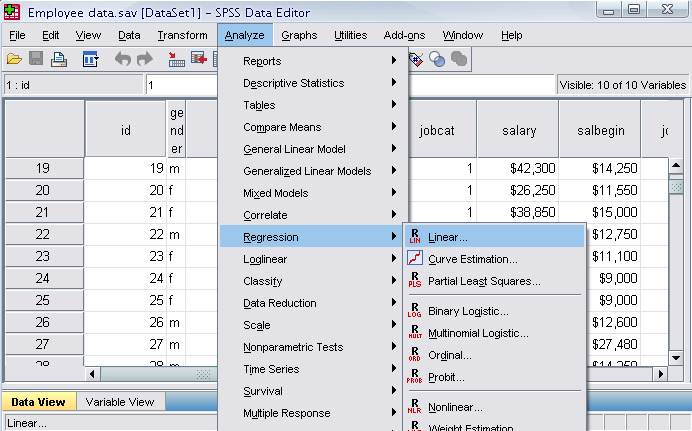 Employee data.sav [DataSet1] - SPSS Data Editor
File Edit View Data Transform Analyze Graphs Utilities Add-ons Window Help
1 : id 1 Visible: 10 of 10 Variables
id gender jobcat salary salbegin
19 19 m 1 $42,300 $14,250
20 20 f 1 $26,250 $11,550
21 21 f 1 $38,850 $15,000
22 22 m $12,750
23 23 f $11,100
24 24 f $9,000
25 25 f $9,000
26 26 m $12,600
27 27 m $27,480
28 28 m $14,250
Reports
Descriptive Statistics
Tables
Compare Means
General Linear Model
Generalized Linear Models
Mixed Models
Correlate
Regression
Loglinear
Classify
Data Reduction
Scale
Nonparametric Tests
Time Series
Survival
Multiple Response
R LIN Linear...
Curve Estimation...
R PLS Partial Least Squares...
R LOG Binary Logistic...
R MULT Multinomial Logistic...
R ORD Ordinal...
R PROB Probit...
R NLR Nonlinear...
Weight Estimation
Data View Variable View
Linear...